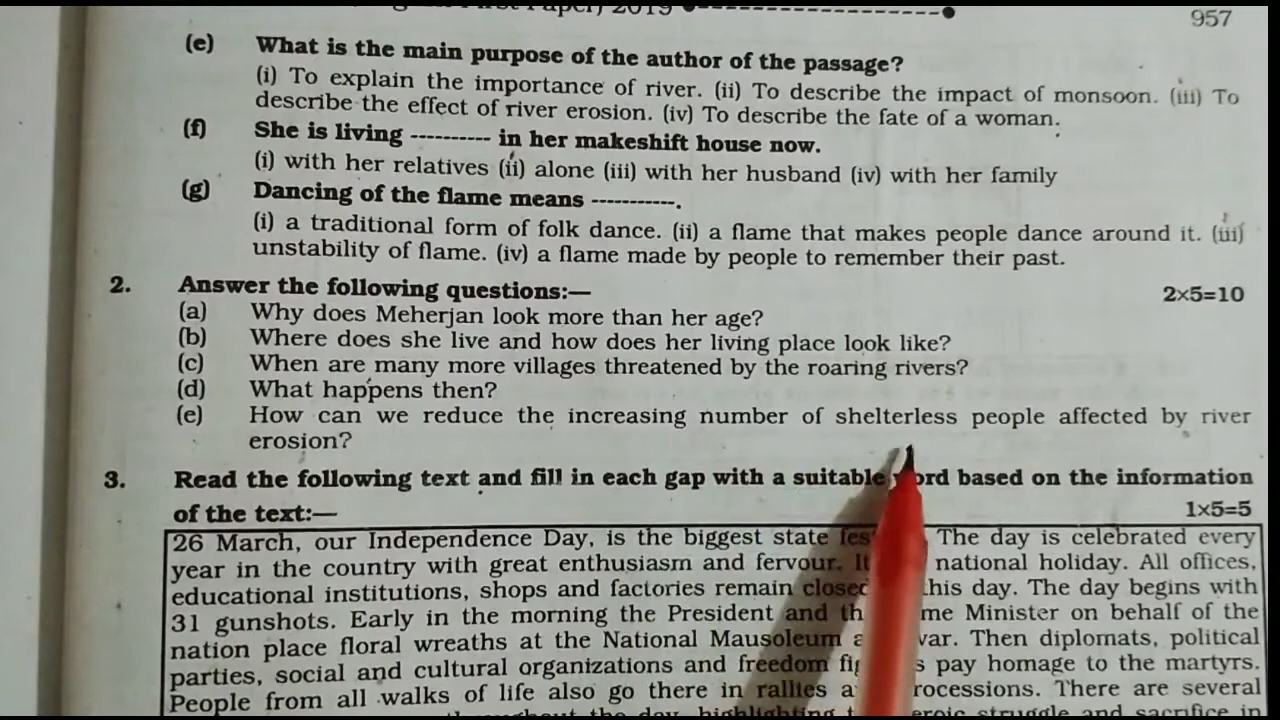 Paper) 2019
957
(e) What is the main purpose of the author of the passage?
(i) To explain the importance of river. (ii) To describe the impact of monsoon. (iii) To
describe the effect of river erosion. (iv) To describe the fate of a woman.
(f) She is living ---------- in her makeshift house now.
(i) with her relatives (ii) alone (iii) with her husband (iv) with her family
(g) Dancing of the flame means -----------.
(i) a traditional form of folk dance. (ii) a flame that makes people dance around it. (iii)
unstability of flame. (iv) a flame made by people to remember their past.
2. Answer the following questions:— 2×5=10
(a) Why does Meherjan look more than her age?
(b) Where does she live and how does her living place look like?
(c) When are many more villages threatened by the roaring rivers?
(d) What happens then?
(e) How can we reduce the increasing number of shelterless people affected by river
erosion?
3. Read the following text and fill in each gap with a suitable word based on the information
of the text:— 1×5=5
26 March, our Independence Day, is the biggest state The day is celebrated every
year in the country with great enthusiasm and fervour. It national holiday. All offices,
educational institutions, shops and factories remain closed this day. The day begins with
31 gunshots. Early in the morning the President and Minister on behalf of the
nation place floral wreaths at the National Mausoleum Then diplomats, political
parties, social and cultural organizations and freedom pay homage to the martyrs.
People from all walks of life also go there in rallies There are several
the day, highlighting struggle and sacrifice in